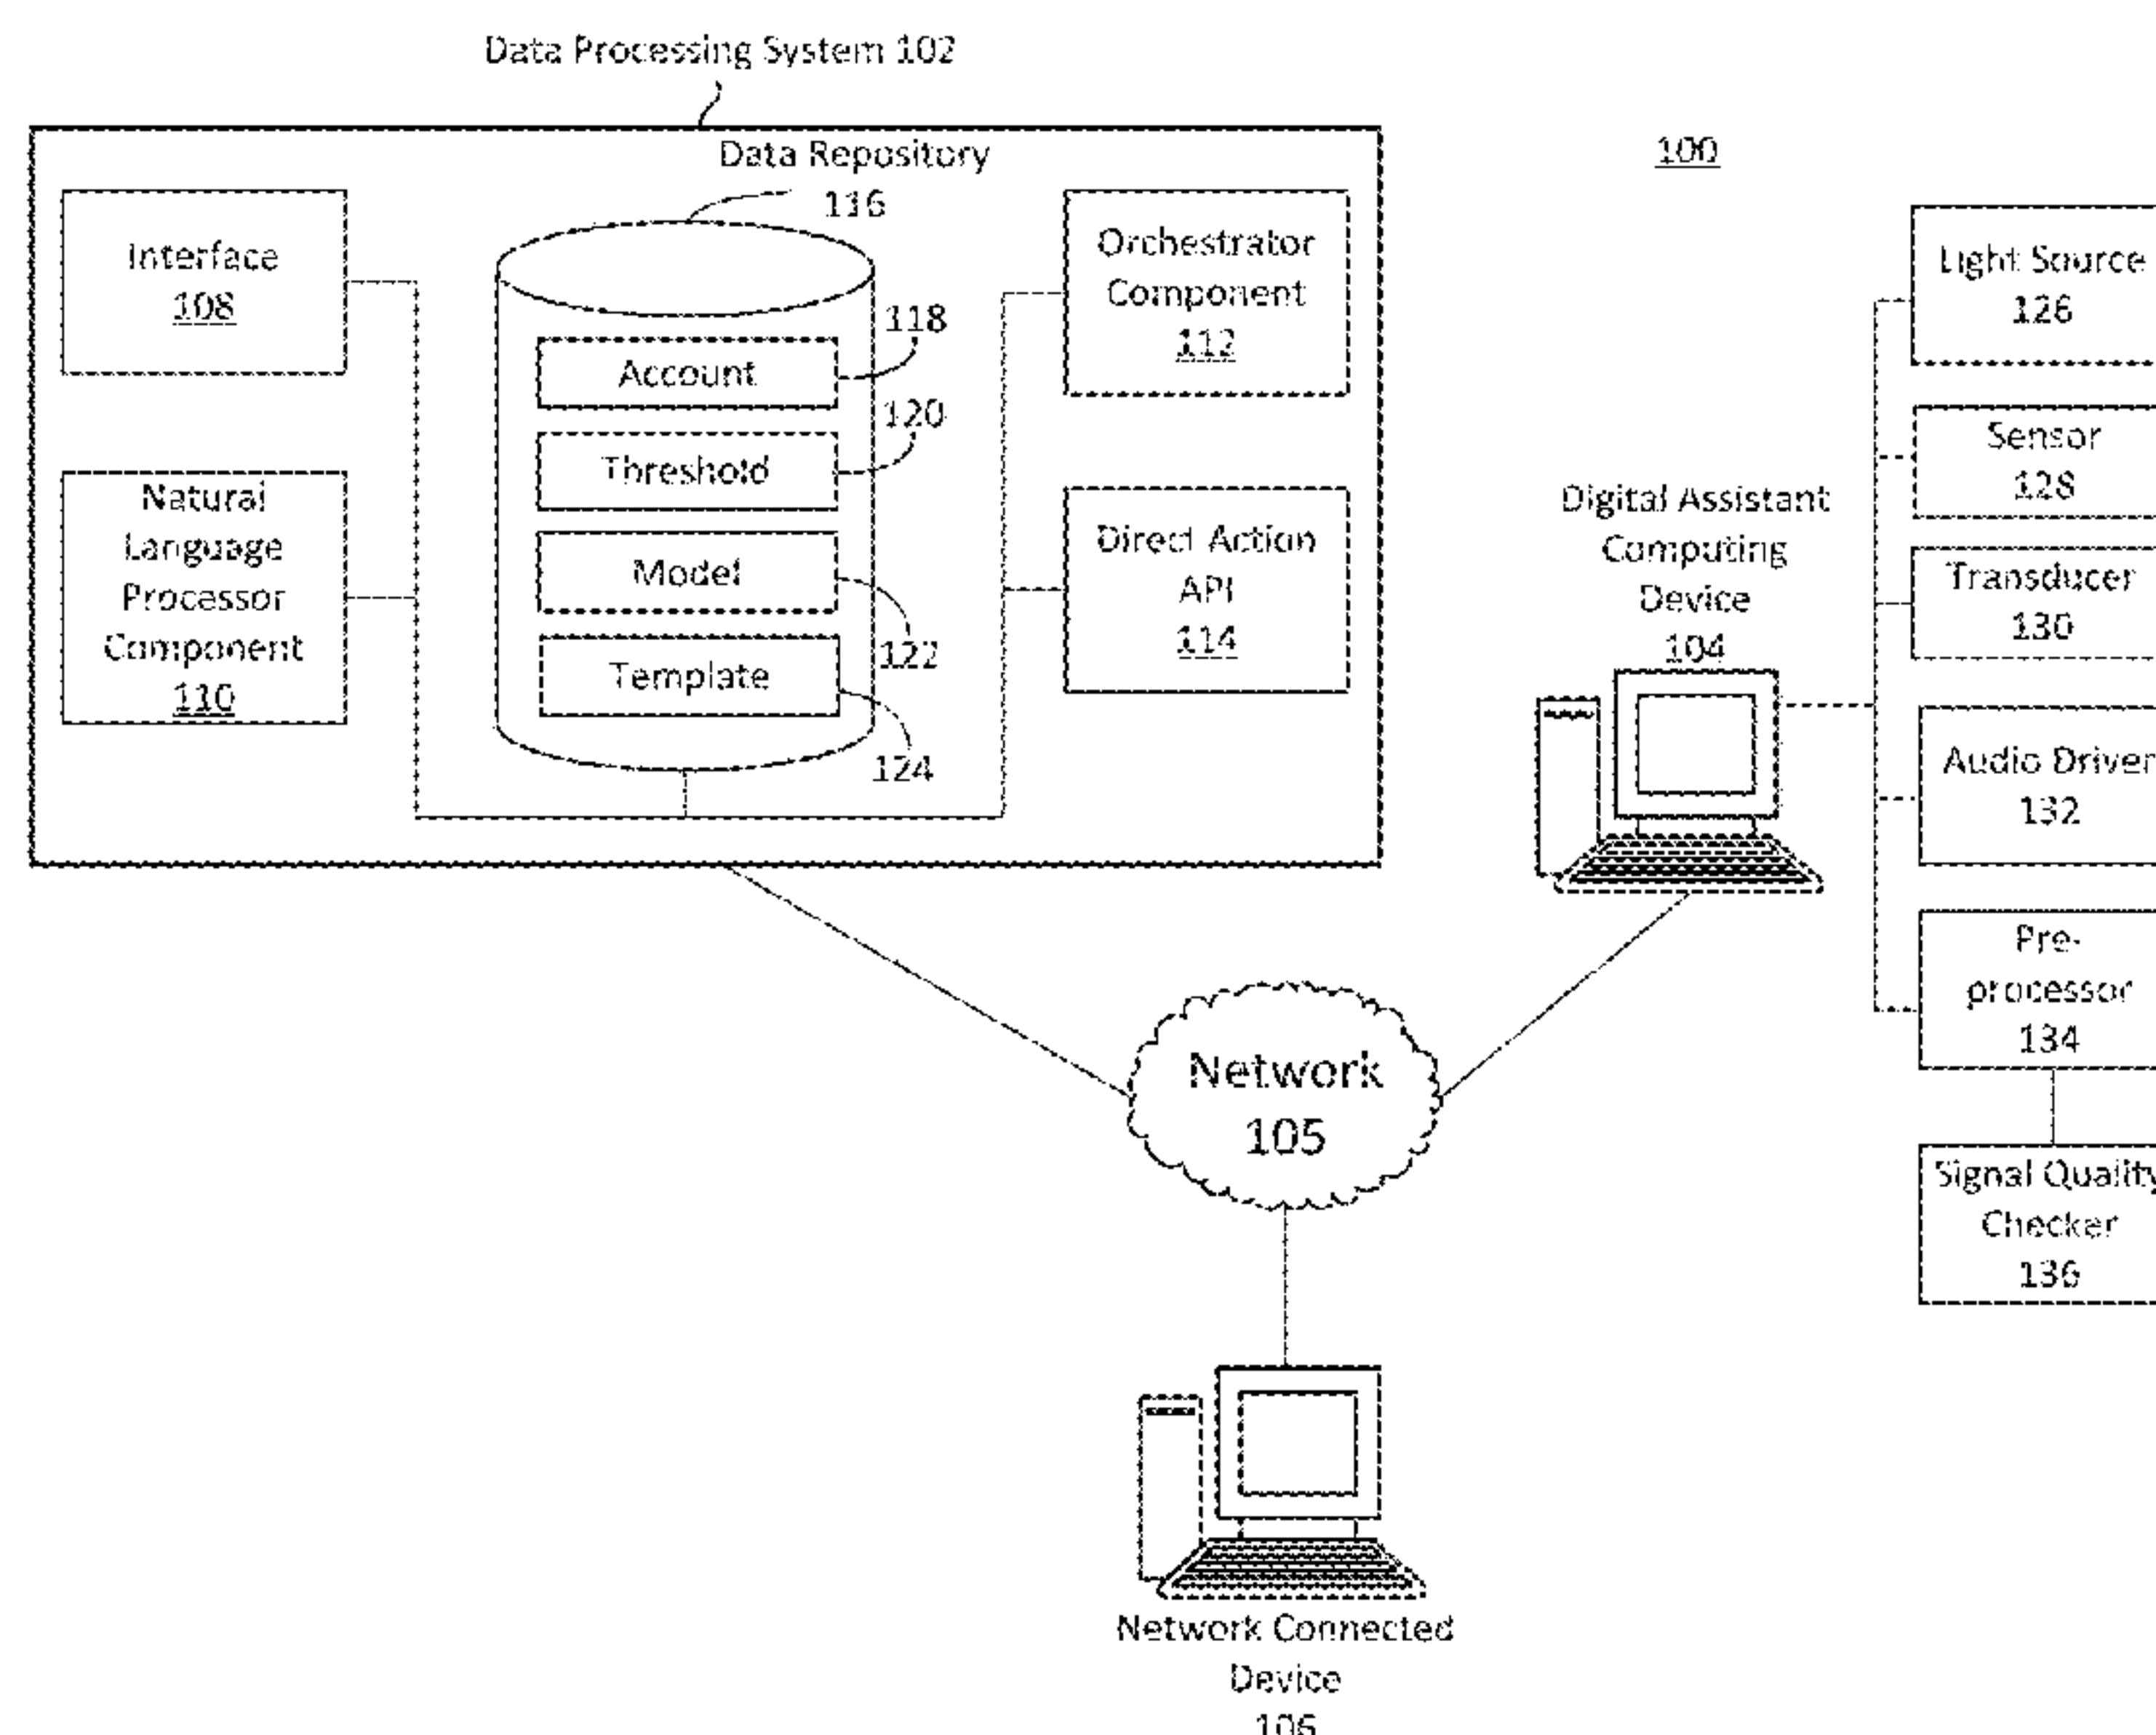 Data Processing System 102
Data Repository
116
100
Interface
108
Natural
Language
Processor
Component
110
118
Account
120
Threshold
Model
122
Template
124
Orchestrator
Component
112
Direct Action
API
114
Digital Assistant
Computing
Device
104
Light Source
126
Sensor
128
Transducer
130
Audio Driver
132
Pre-
processor
134
Signal Quality
Checker
136
Network
105
Network Connected
Device
106